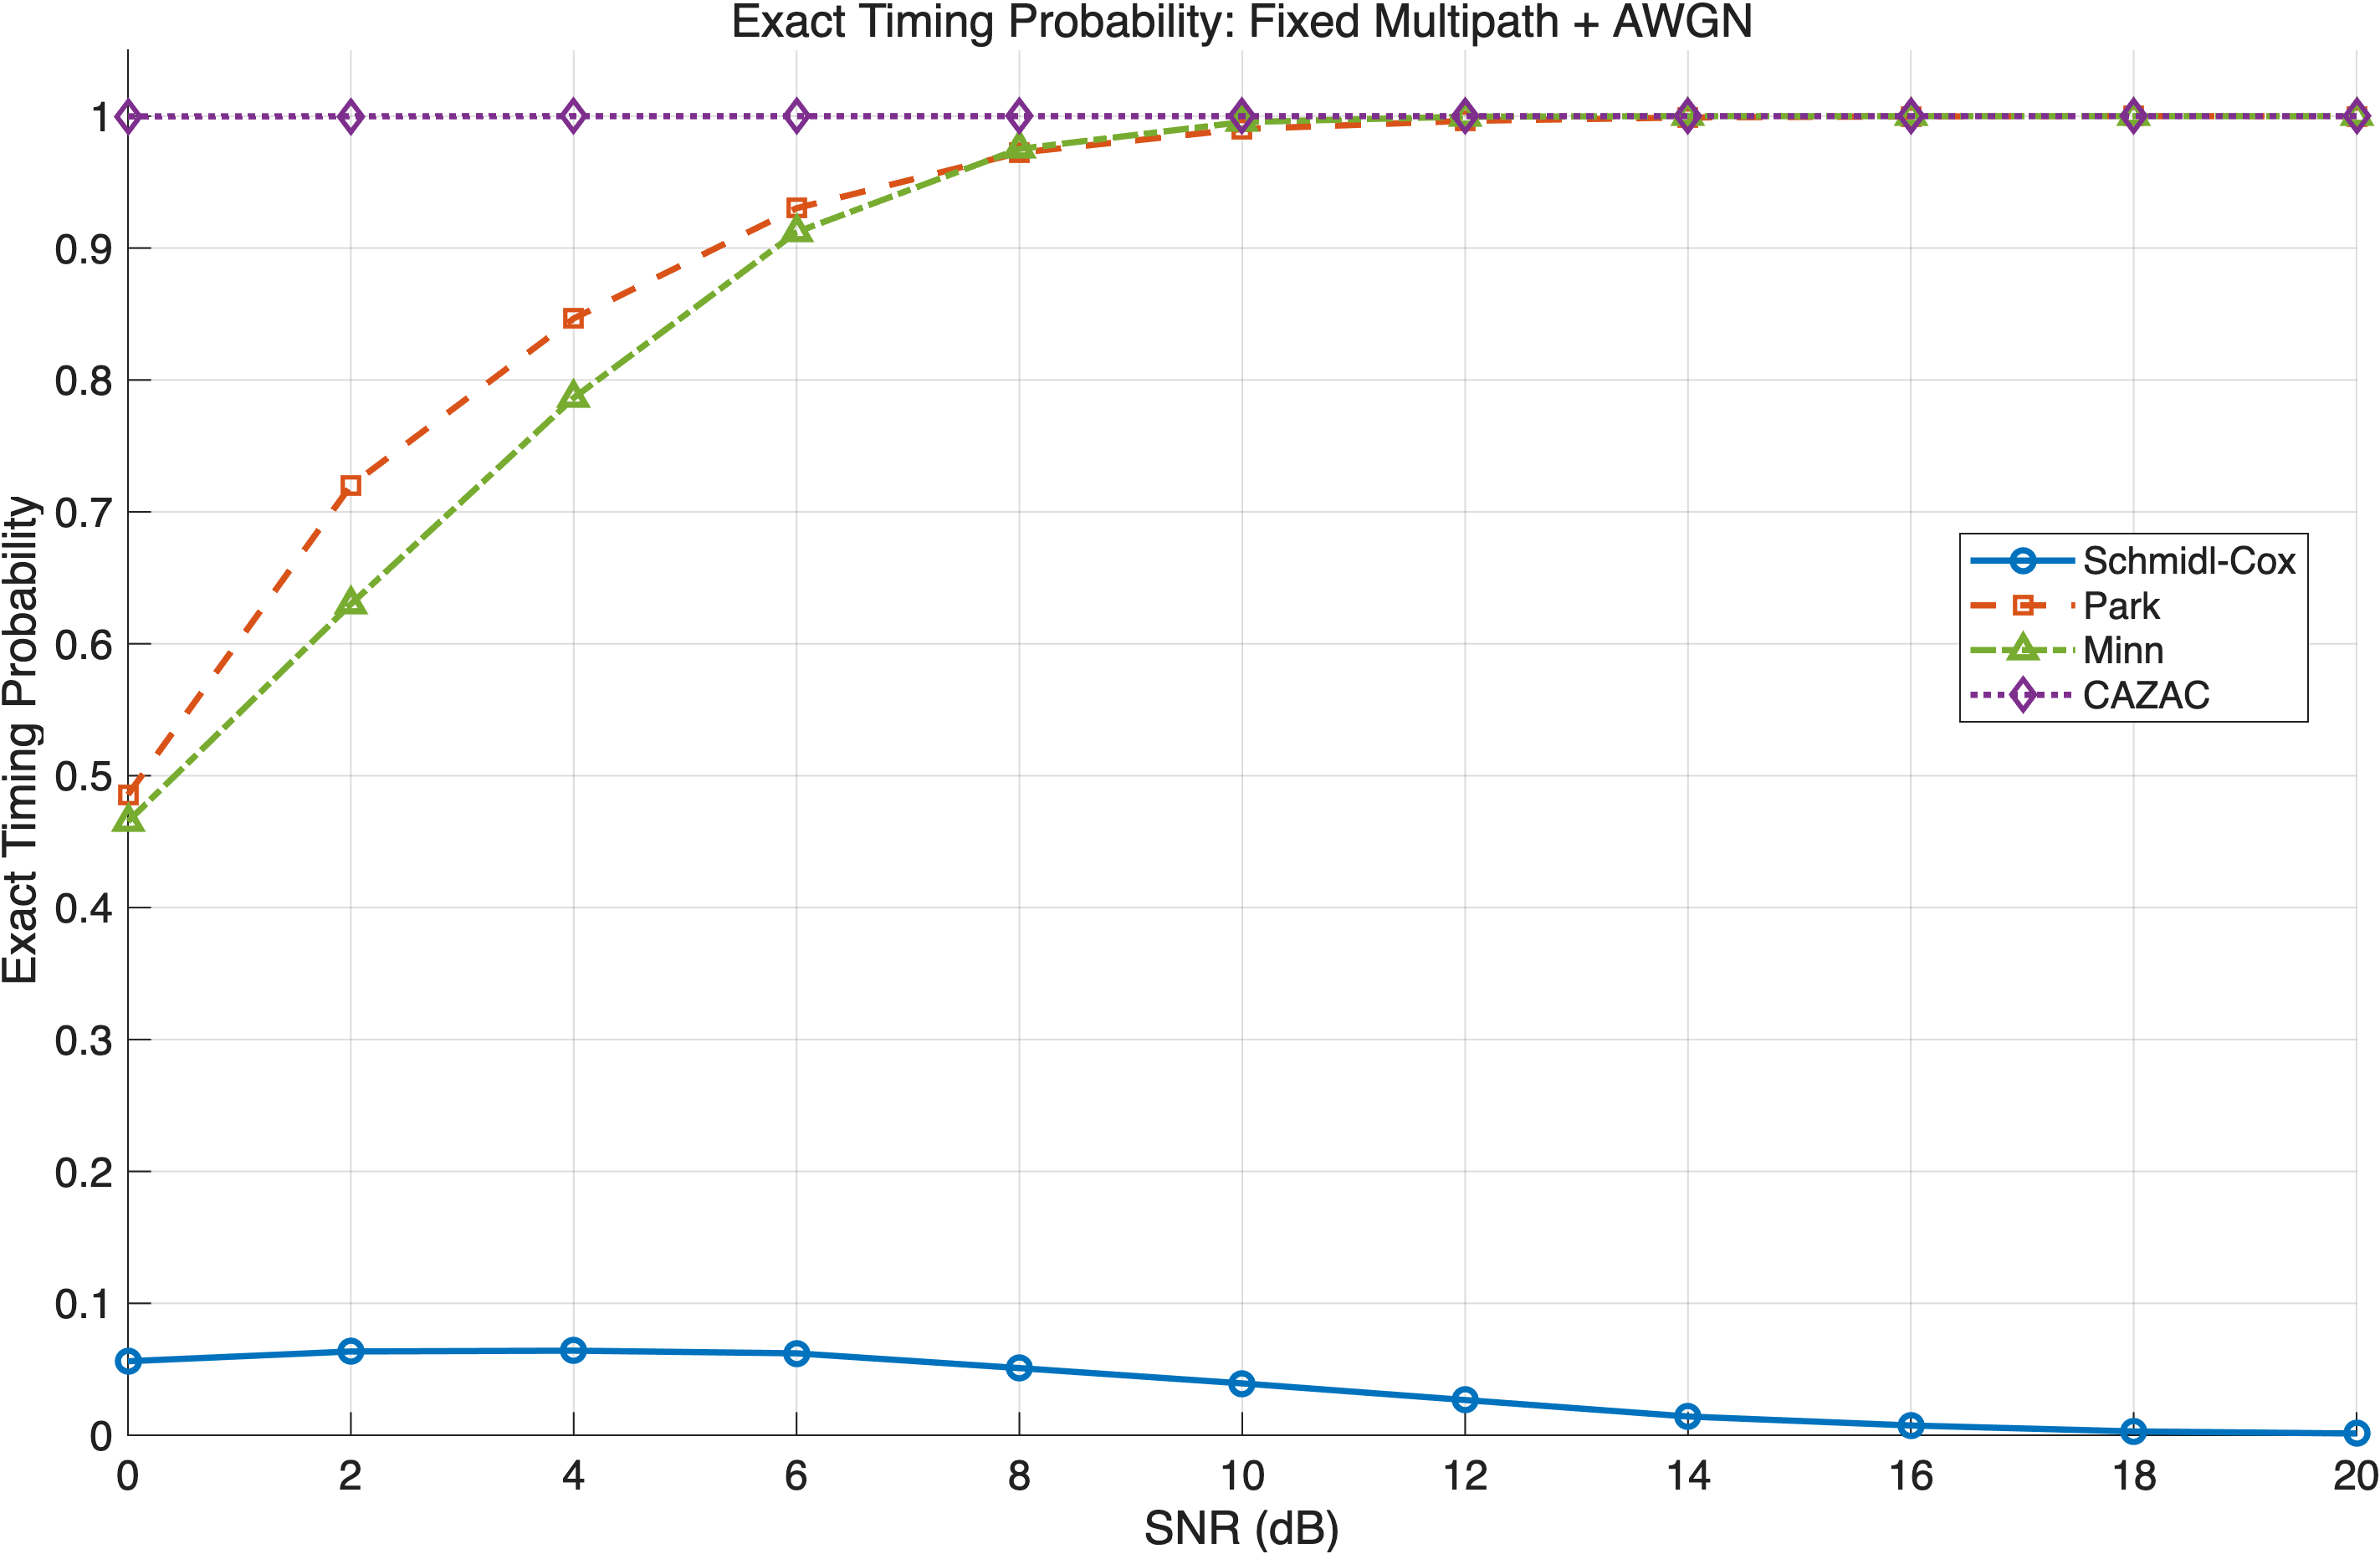 Exact Timing Probability: Fixed Multipath + AWGN
Exact Timing Probability
1
0.9
0.8
0.7
0.6
0.5
0.4
0.3
0.2
0.1
0
Schmidl-Cox
Park
Minn
CAZAC
0 2 4 6 8 10 12 14 16 18 20
SNR (dB)